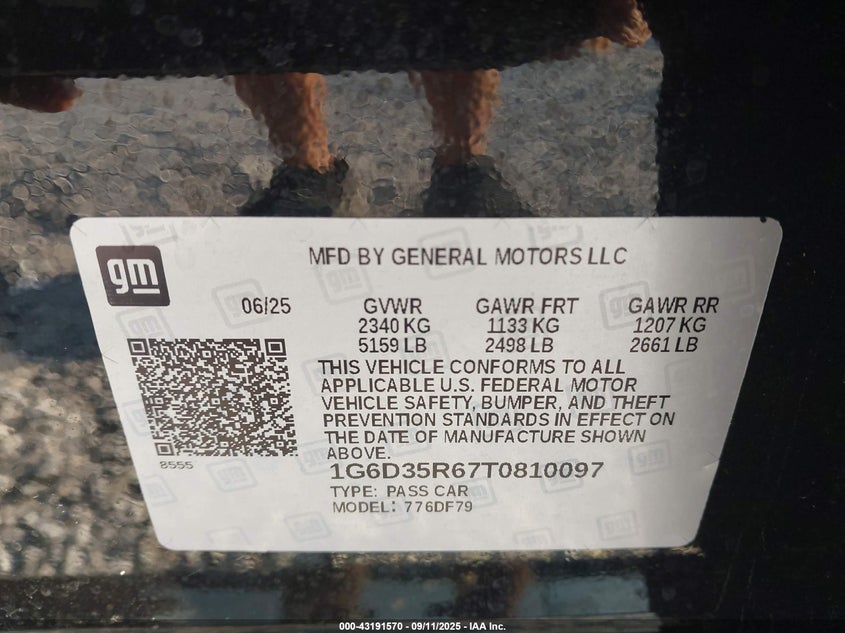 gm
MFD BY GENERAL MOTORS LLC
06/25 GVWR GAWR FRT GAWR RR
2340 KG 1133 KG 1207 KG
5159 LB 2498 LB 2661 LB
THIS VEHICLE CONFORMS TO ALL
APPLICABLE U.S. FEDERAL MOTOR
VEHICLE SAFETY, BUMPER, AND THEFT
PREVENTION STANDARDS IN EFFECT ON
THE DATE OF MANUFACTURE SHOWN
ABOVE.
8555
1G6D35R67T0810097
TYPE: PASS CAR
MODEL: 776DF79
000-43191570 - 09/11/2025 - IAA Inc.